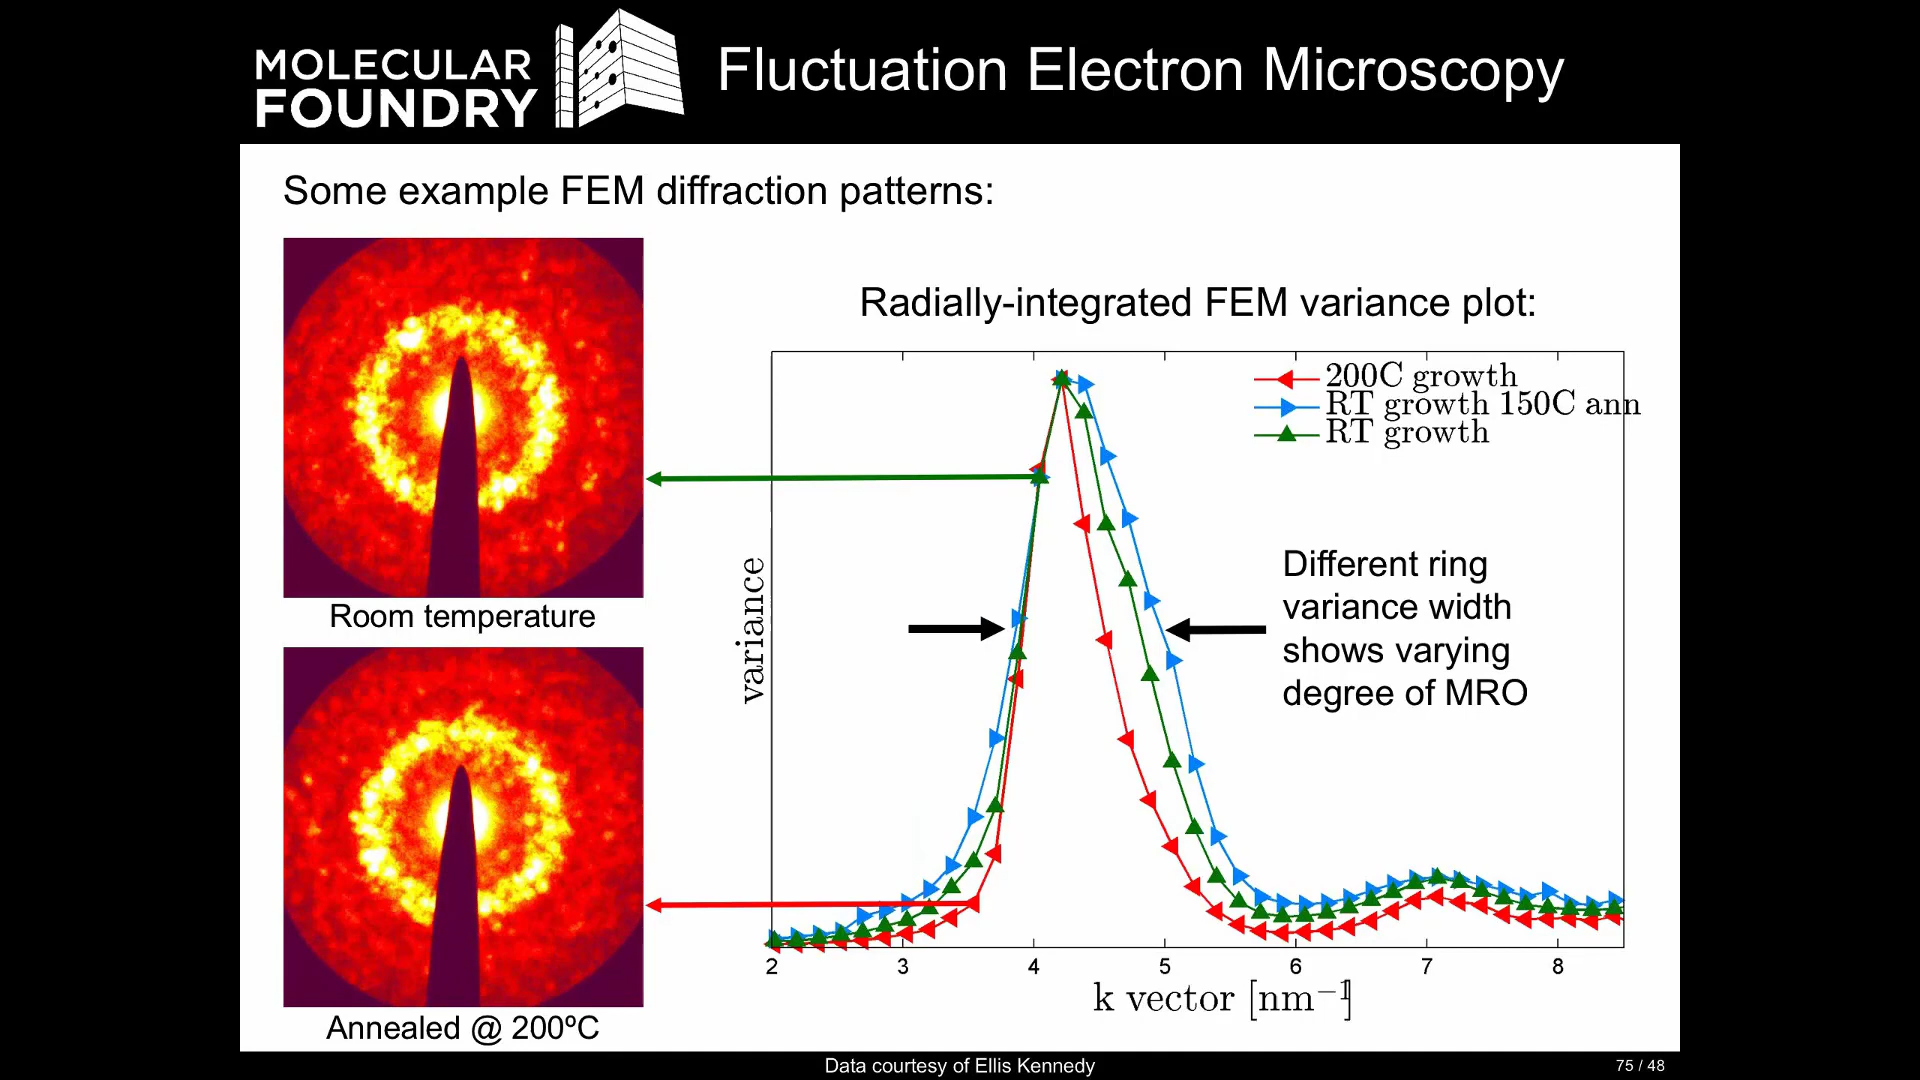 MOLECULAR
FOUNDRY
Fluctuation Electron Microscopy
Some example FEM diffraction patterns:
Room temperature
Annealed @ 200ºC
Radially-integrated FEM variance plot:
200C growth
RT growth 150C ann
RT growth
variance
Different ring
variance width
shows varying
degree of MRO
2 3 4 5 6 7 8
k vector [nm⁻¹]
Data courtesy of Ellis Kennedy
75 / 48